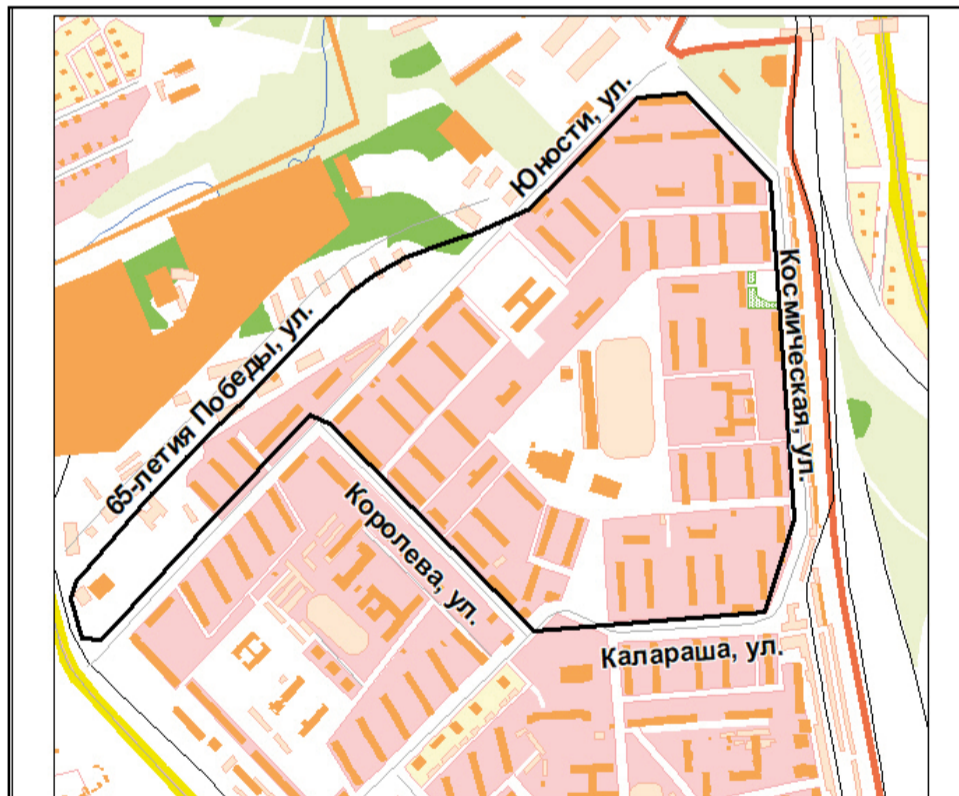 Юности, ул.
Космическая, ул.
65-летия Победы, ул.
Королева, ул.
Калараша, ул.